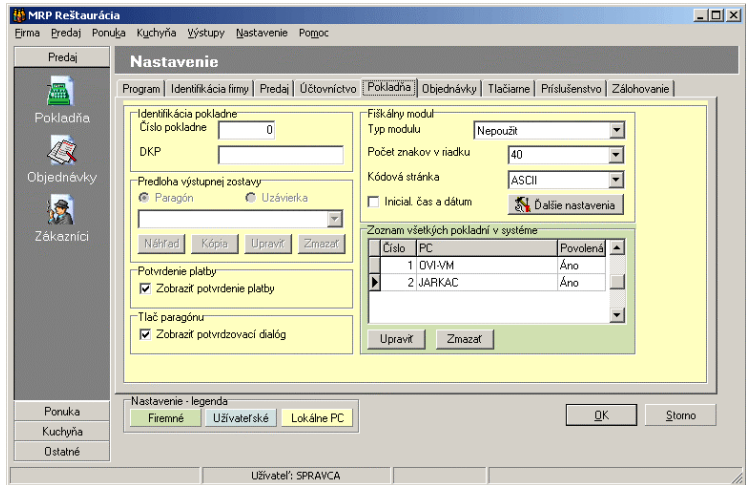 MRP Reštaurácia
Firma Predaj Ponuka Kuchyňa Výstupy Nastavenie Pomoc
Predaj
Pokladňa
Objednávky
Zákazníci
Ponuka
Kuchyňa
Ostatné
Nastavenie
Program Identifikácia firmy Predaj Účtovníctvo Pokladňa Objednávky Tlačiarne Príslušenstvo Zálohovanie
Identifikácia pokladne
Číslo pokladne 0
DKP
Predloha výstupnej zostavy
Paragón Uzávierka
Náhľad Kópia Upraviť Zmazať
Potvrdenie platby
Zobraziť potvrdenie platby
Tlač paragónu
Zobraziť potvrdzovací dialóg
Fiškálny modul
Typ modulu Nepoužit
Počet znakov v riadku 40
Kódová stránka ASCII
Inicial. čas a dátum Ďalšie nastavenia
Zoznam všetkých pokladní v systéme
Číslo PC Povolená
1 OVI-VM Áno
2 JARKAC Áno
Upraviť Zmazať
Nastavenie - legenda
Firemné Užívateľské Lokálne PC
OK Storno
Užívateľ: SPRAVCA